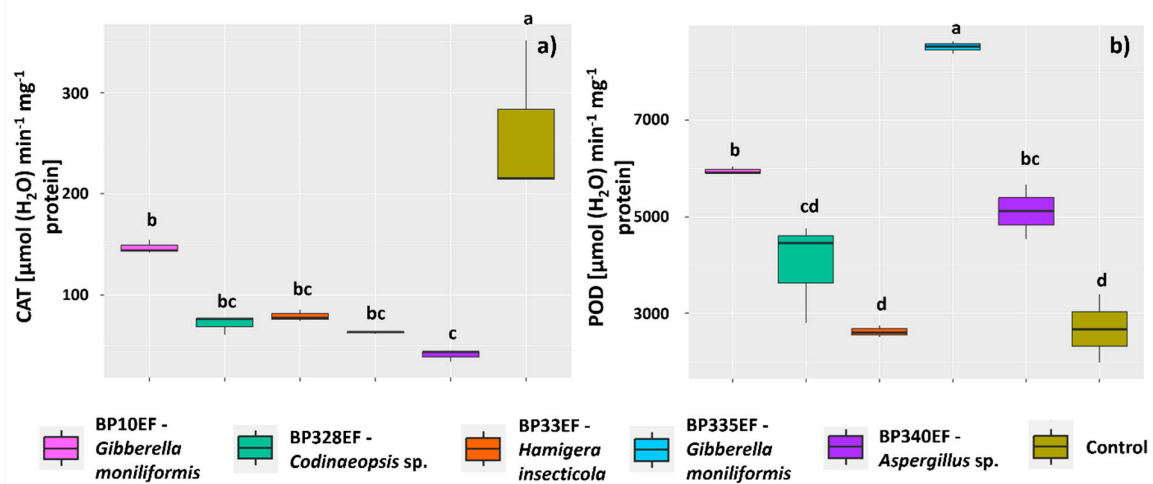 a)
CAT [µmol (H₂O) min⁻¹ mg⁻¹
protein]
300
200
100
b
bc
bc
bc
c
a
b)
POD [µmol (H₂O) min⁻¹ mg⁻¹
protein]
7000
5000
3000
b
cd
d
a
bc
d
BP10EF -
Gibberella
moniliformis
BP328EF -
Codinaeopsis sp.
BP33EF -
Hamigera
insecticola
BP335EF -
Gibberella
moniliformis
BP340EF -
Aspergillus sp.
Control